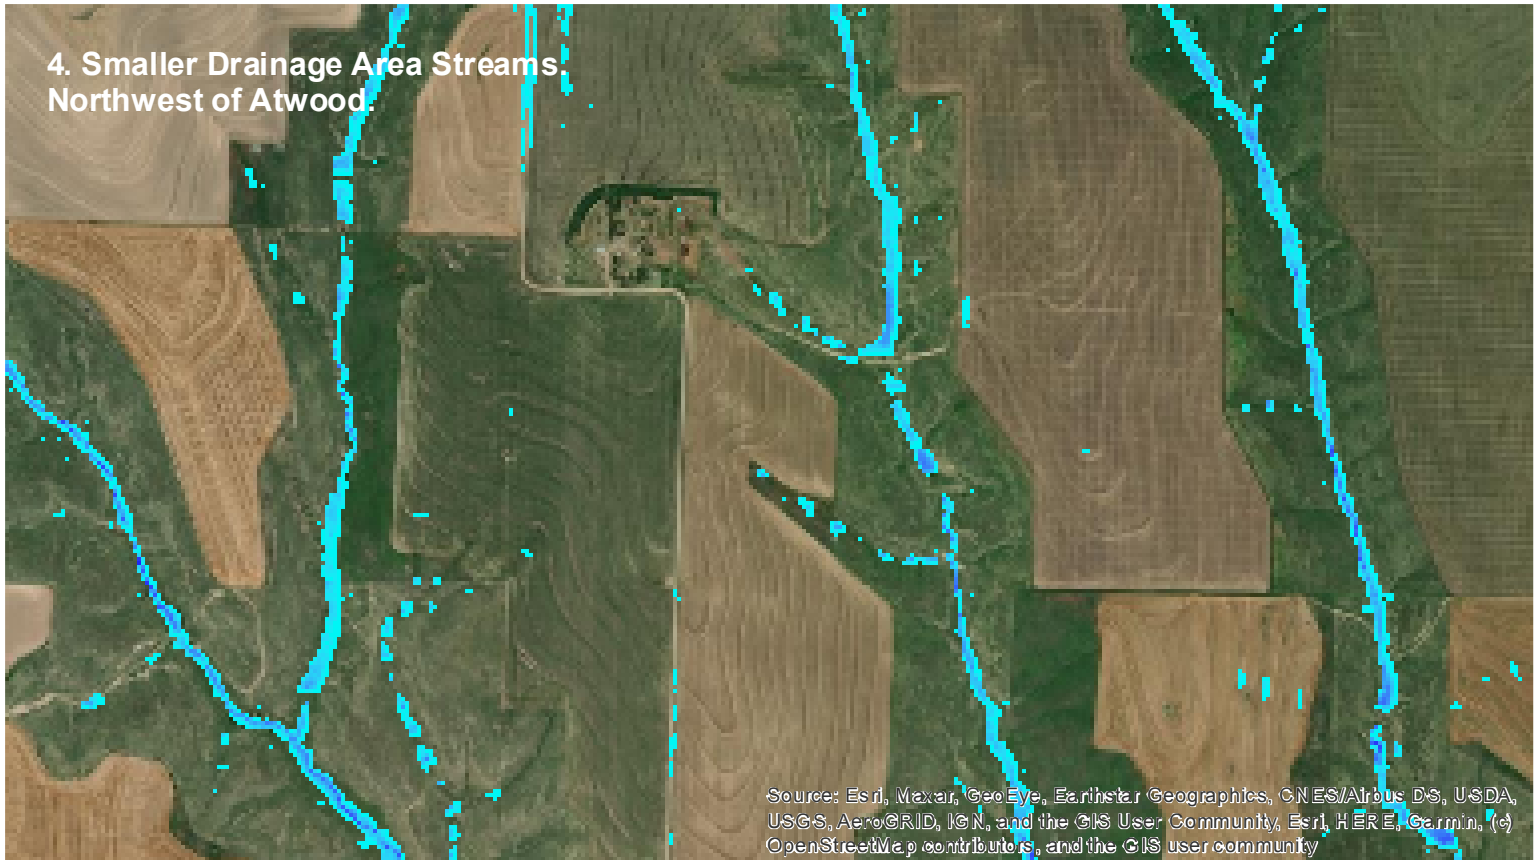 4. Smaller Drainage Area Streams.
Northwest of Atwood.
Source: Esri, Maxar, GeoEye, Earthstar Geographics, CNES/Airbus DS, USDA,
USGS, AeroGRID, IGN, and the GIS User Community, Esri, HERE, Garmin, (c)
OpenStreetMap contributors, and the GIS user community